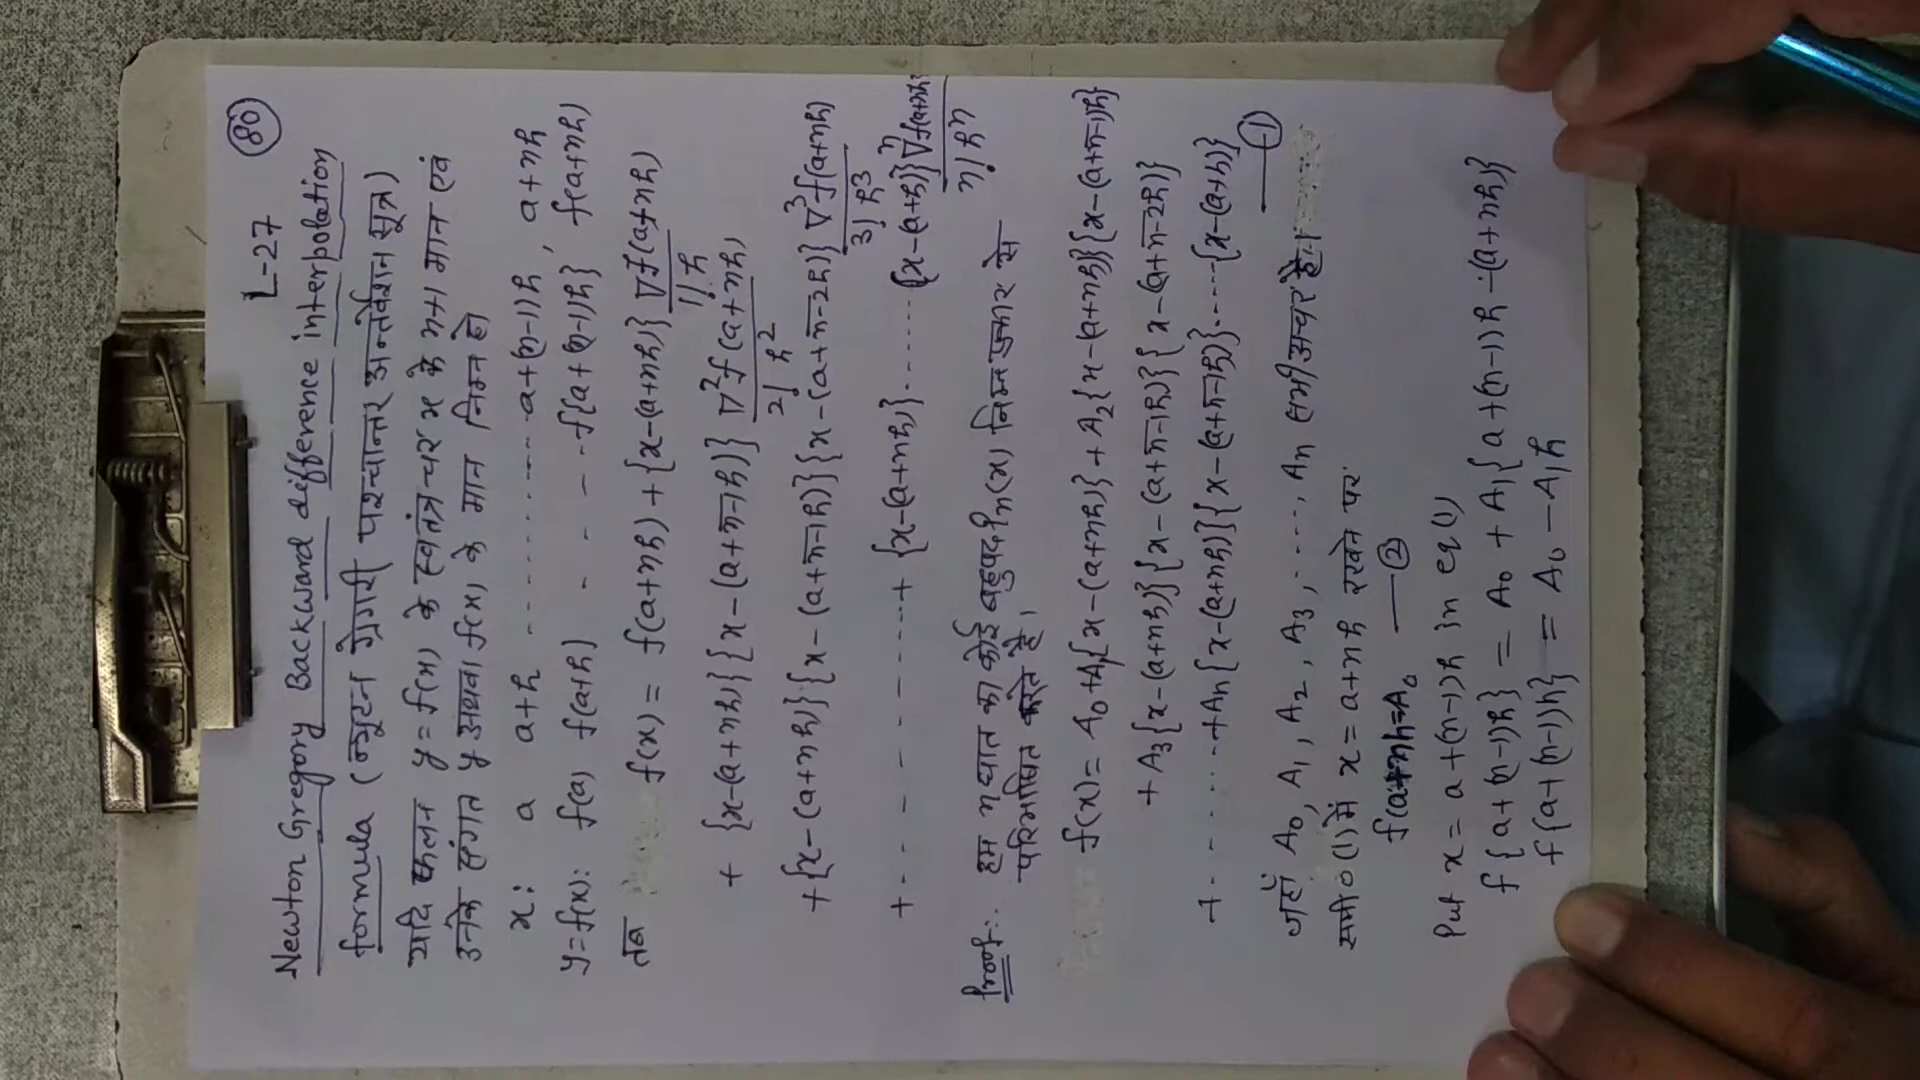 80
L-27
Newton Gregory Backward difference interpolation
formula (न्यूटन ग्रेगरी पश्चान्तर अन्तर्वेशन सूत्र)
यदि फलन y = f(x) के स्वतंत्र चर x के n+1 मान एवं
उनके संगत y अथवा f(x) के मान निम्न हो
x: a a+h ---------- a+(n-1)h, a+nh
y=f(x): f(a) f(a+h) - - - - f{a+(n-1)h} f(a+nh)
तब f(x) = f(a+nh) + {x-(a+nh)} ∇f(a+nh)/1!h
+ {x-(a+nh)}{x-(a+n-1h)} ∇²f(a+nh)/2!h²
+ {x-(a+nh)}{x-(a+n-1h)}{x-(a+n-2h)} ∇³f(a+nh)/3!h³
+ - - - - - - - - + {x-(a+nh)} ------ {x-(a+h)} ∇ⁿf(a+nh)/n!hⁿ
Proof:- हम n घात का कोई बहुपद Pn(x) निम्न प्रकार से
परिभाषित करते है।
f(x) = A₀+A₁{x-(a+nh)}+A₂{x-(a+nh)}{x-(a+n-1h)}
+ A₃{x-(a+nh)}{x-(a+n-1h)}{x-(a+n-2h)}
+ - - - - - - +An{x-(a+nh)}{x-(a+n-1h)}-----{x-(a+h)} —①
जहाँ A₀, A₁, A₂, A₃, -----, An सभी अचर है।
समी० (1) में x = a+nh रखने पर
f(a+nh=A₀ —②
Put x = a+(n-1)h in eq (1)
f{a+(n-1)h} = A₀ + A₁{a+(n-1)h-(a+nh)}
f{a+(n-1)h} = A₀ - A₁h